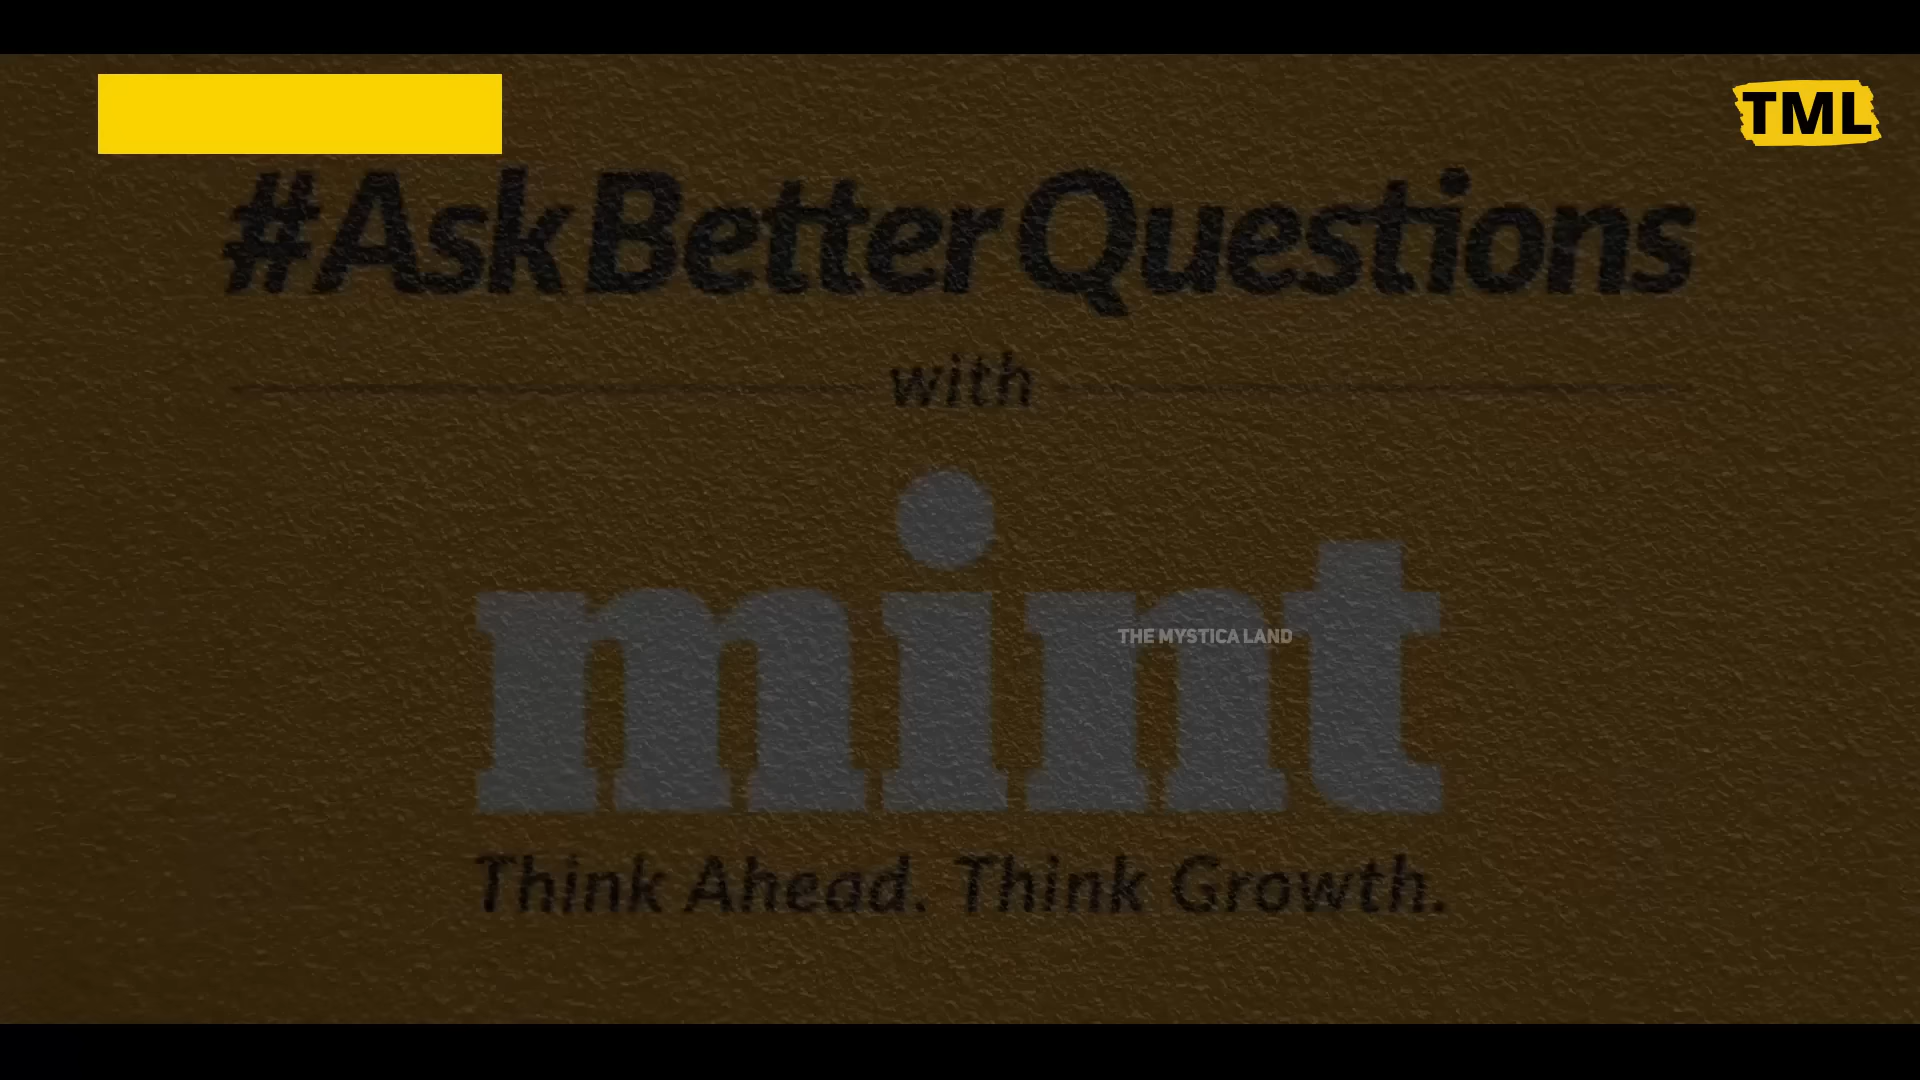 TML
#AskBetterQuestions
with
mint
THE MYSTICA LAND
Think Ahead. Think Growth.